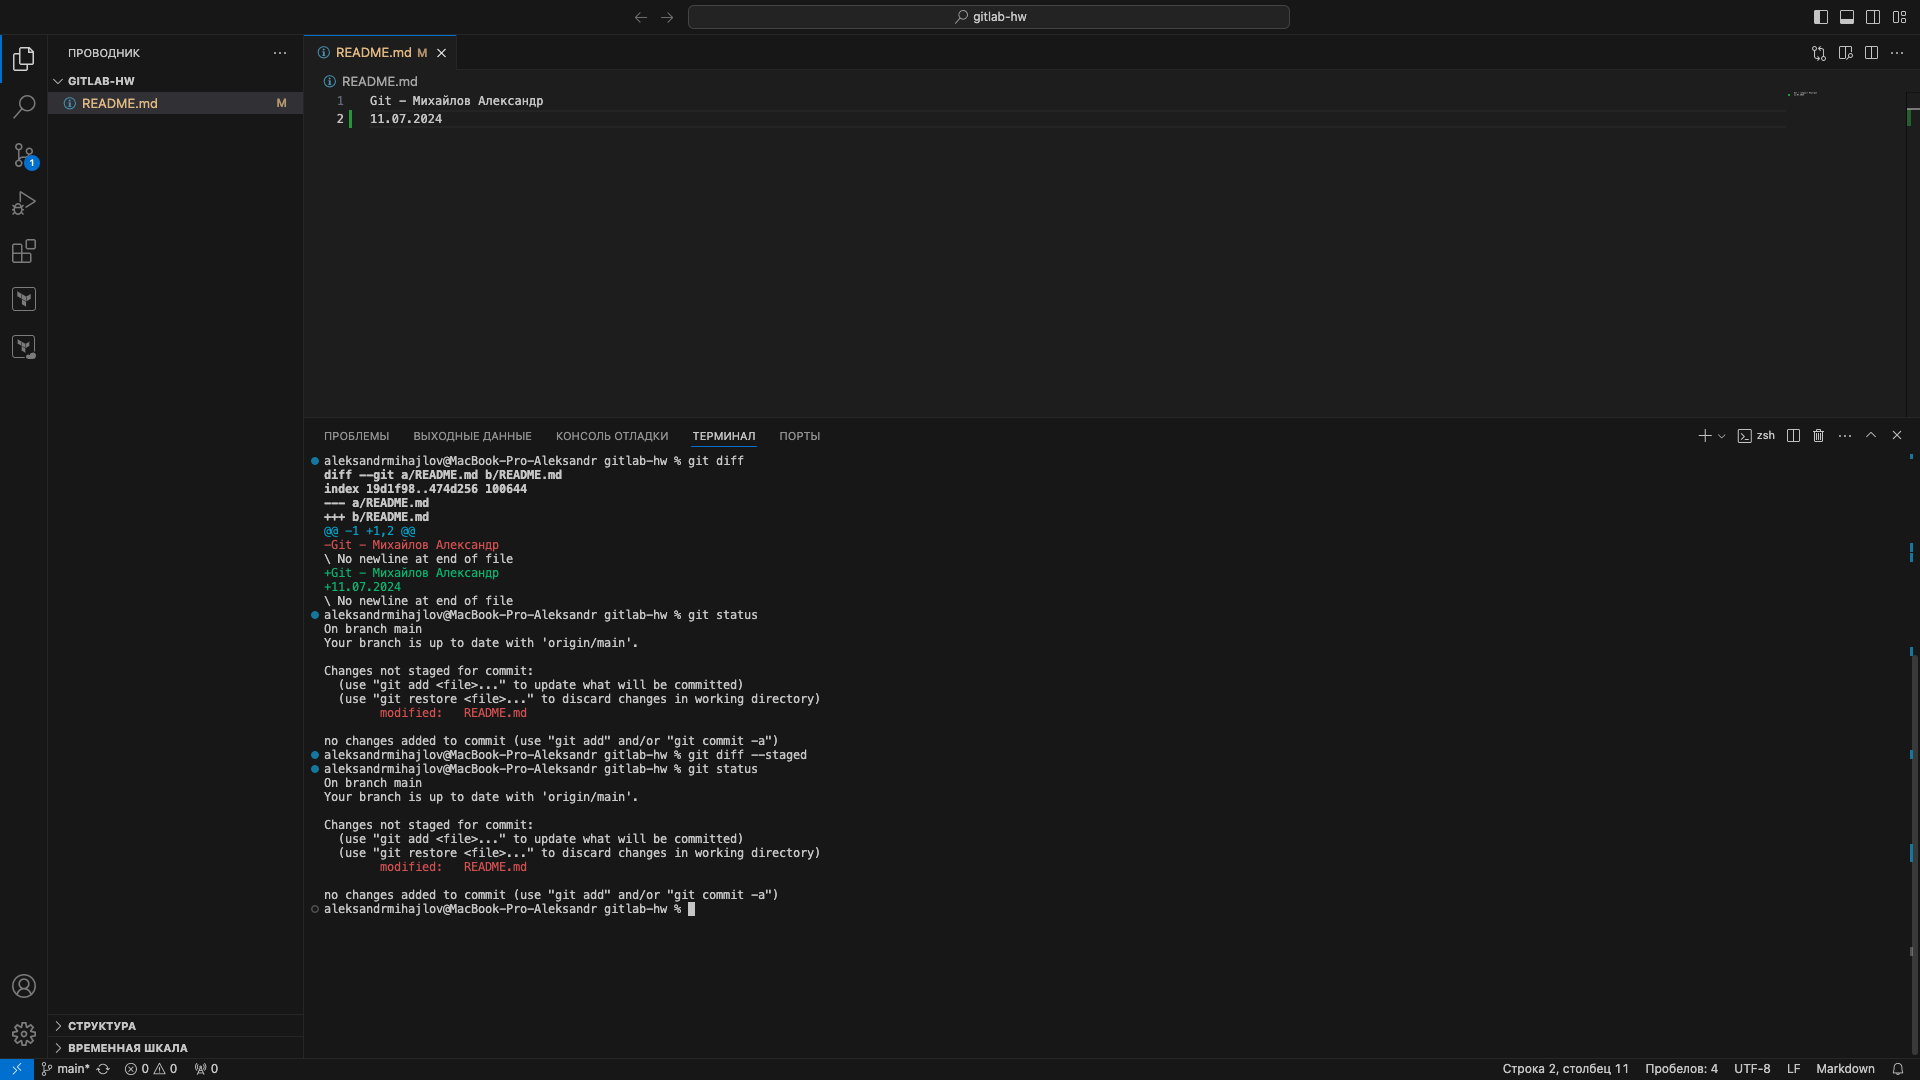 gitlab-hw
ПРОВОДНИК
GITLAB-HW
README.md M
1
СТРУКТУРА
ВРЕМЕННАЯ ШКАЛА
README.md M
README.md
1 Git – Михайлов Александр
2 11.07.2024
ПРОБЛЕМЫ ВЫХОДНЫЕ ДАННЫЕ КОНСОЛЬ ОТЛАДКИ ТЕРМИНАЛ ПОРТЫ
zsh
aleksandrmihajlov@MacBook-Pro-Aleksandr gitlab-hw % git diff
diff --git a/README.md b/README.md
index 19d1f98..474d256 100644
--- a/README.md
+++ b/README.md
@@ -1 +1,2 @@
-Git – Михайлов Александр
\ No newline at end of file
+Git – Михайлов Александр
+11.07.2024
\ No newline at end of file
aleksandrmihajlov@MacBook-Pro-Aleksandr gitlab-hw % git status
On branch main
Your branch is up to date with 'origin/main'.
Changes not staged for commit:
(use "git add <file>..." to update what will be committed)
(use "git restore <file>..." to discard changes in working directory)
modified: README.md
no changes added to commit (use "git add" and/or "git commit -a")
aleksandrmihajlov@MacBook-Pro-Aleksandr gitlab-hw % git diff --staged
aleksandrmihajlov@MacBook-Pro-Aleksandr gitlab-hw % git status
On branch main
Your branch is up to date with 'origin/main'.
Changes not staged for commit:
(use "git add <file>..." to update what will be committed)
(use "git restore <file>..." to discard changes in working directory)
modified: README.md
no changes added to commit (use "git add" and/or "git commit -a")
aleksandrmihajlov@MacBook-Pro-Aleksandr gitlab-hw %
main* 0 0 0 Строка 2, столбец 11 Пробелов: 4 UTF-8 LF Markdown